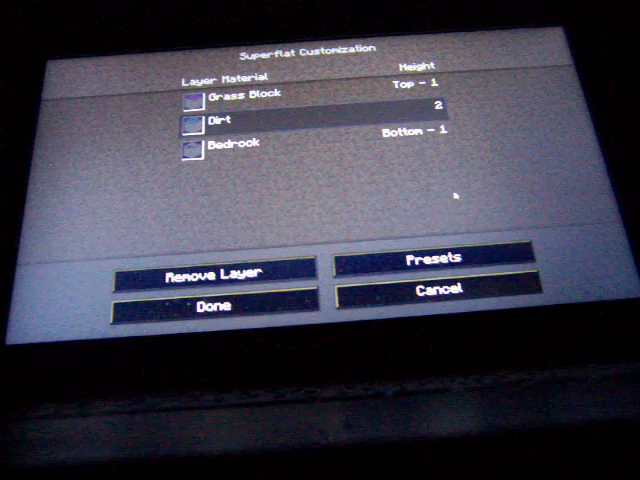 Superflat Customization
Layer Material Height
Grass Block Top - 1
Dirt 2
Bedrock Bottom - 1
Remove Layer Presets
Done Cancel